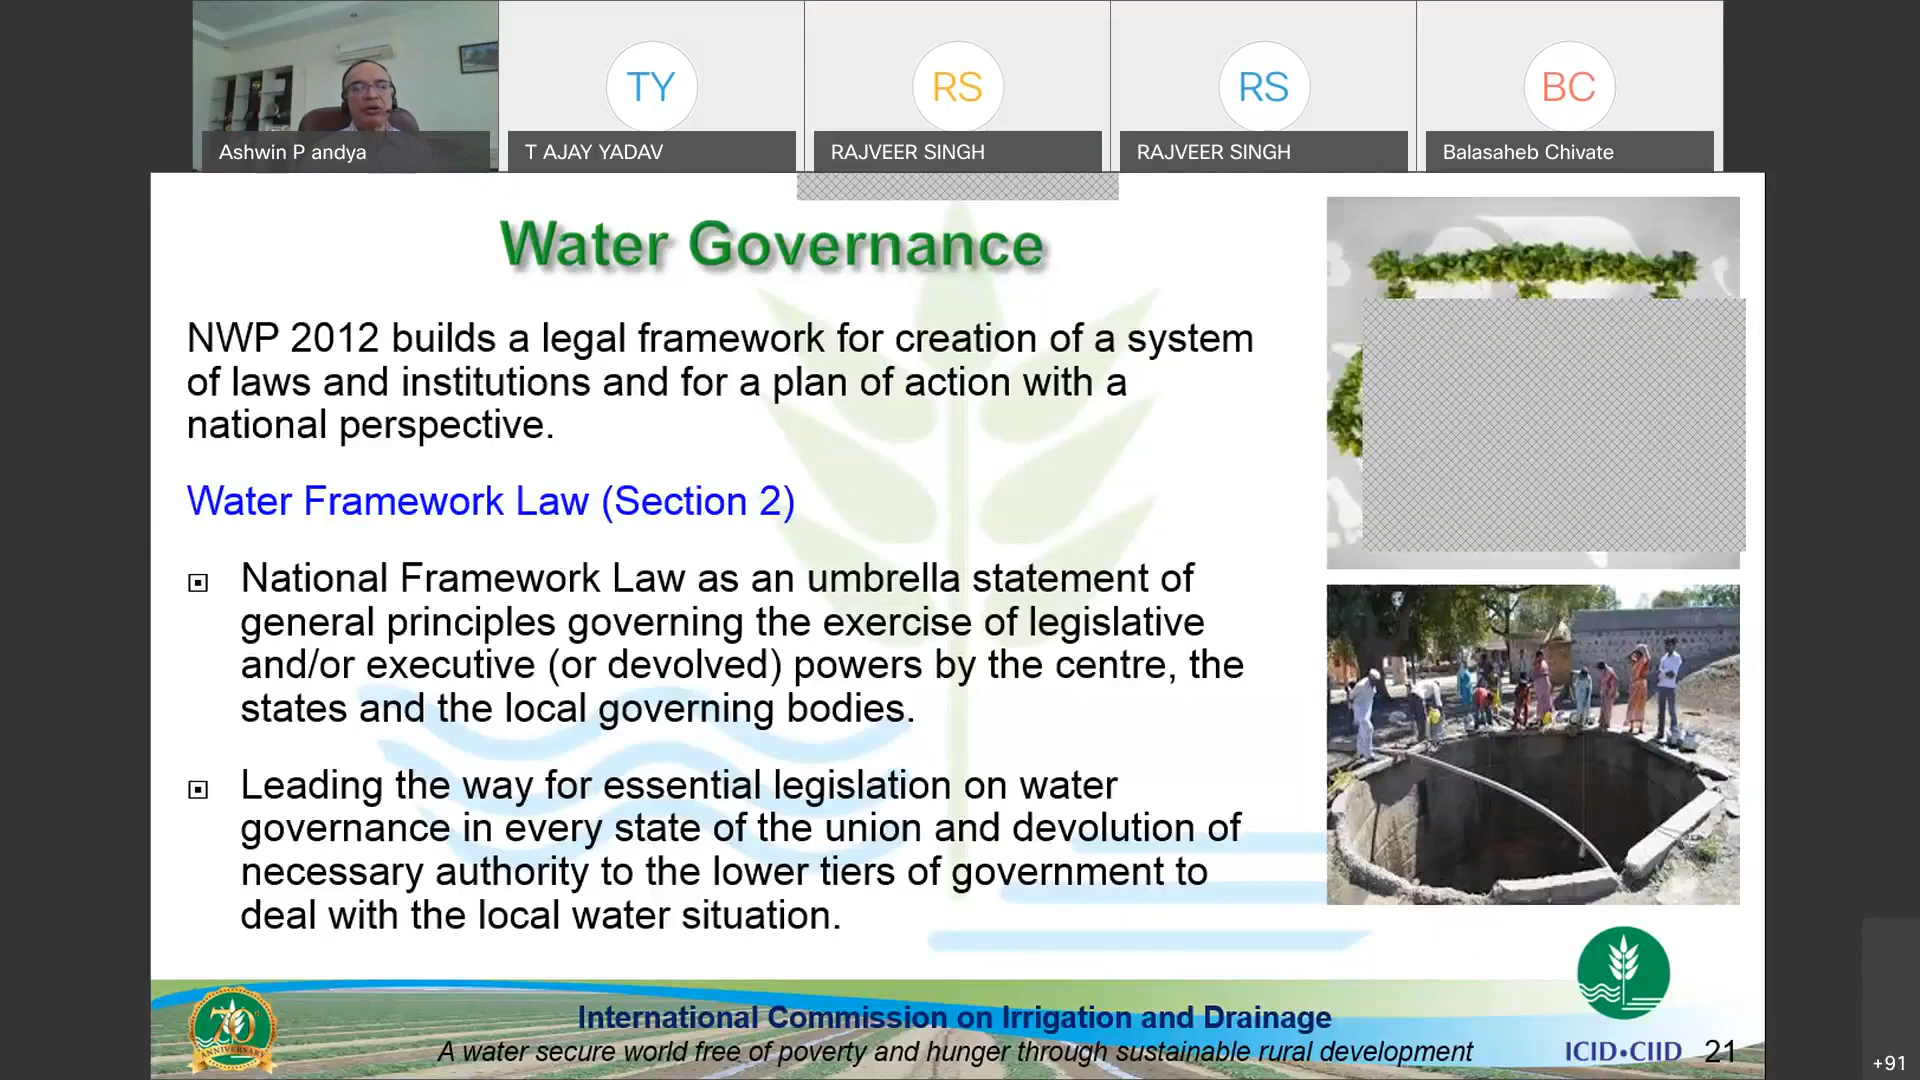 TY
RS
RS
BC
Ashwin P andya
T AJAY YADAV
RAJVEER SINGH
RAJVEER SINGH
Balasaheb Chivate
Water Governance
NWP 2012 builds a legal framework for creation of a system
of laws and institutions and for a plan of action with a
national perspective.
Water Framework Law (Section 2)
National Framework Law as an umbrella statement of
general principles governing the exercise of legislative
and/or executive (or devolved) powers by the centre, the
states and the local governing bodies.
Leading the way for essential legislation on water
governance in every state of the union and devolution of
necessary authority to the lower tiers of government to
deal with the local water situation.
70th
ANNIVERSARY
International Commission on Irrigation and Drainage
A water secure world free of poverty and hunger through sustainable rural development
ICID•CIID
21
+91